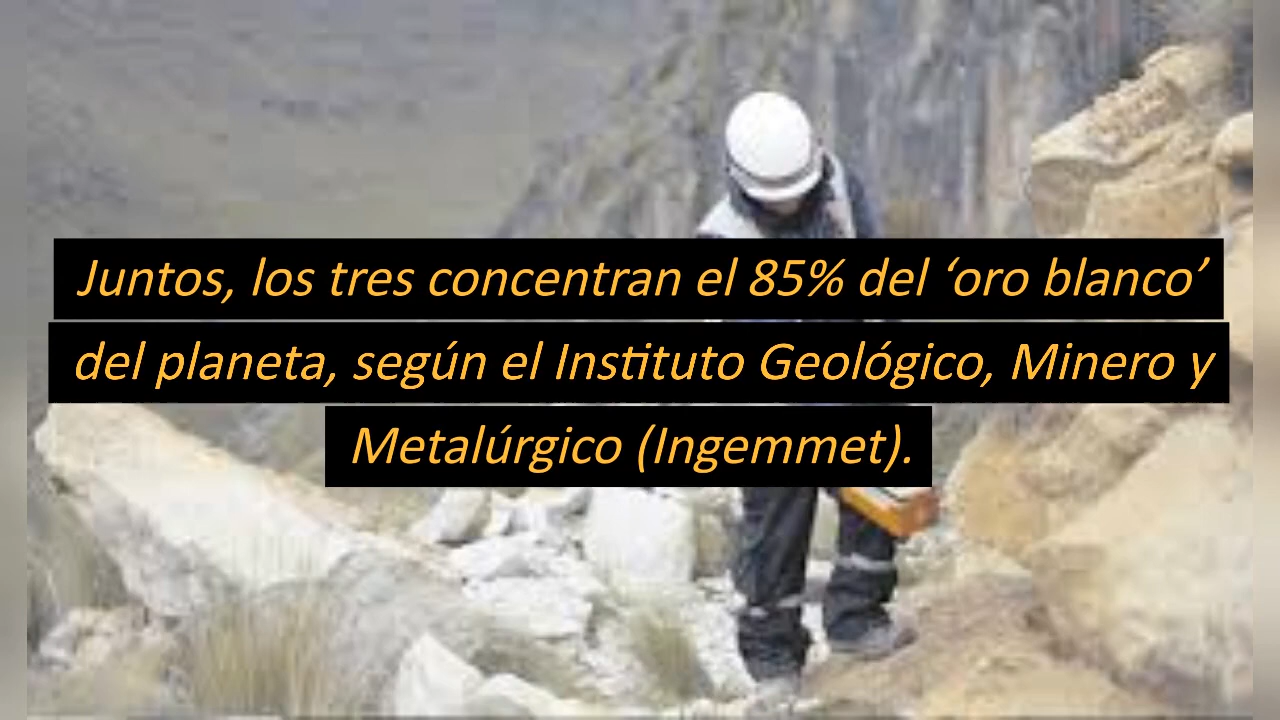 Juntos, los tres concentran el 85% del ‘oro blanco’
del planeta, según el Instituto Geológico, Minero y
Metalúrgico (Ingemmet).